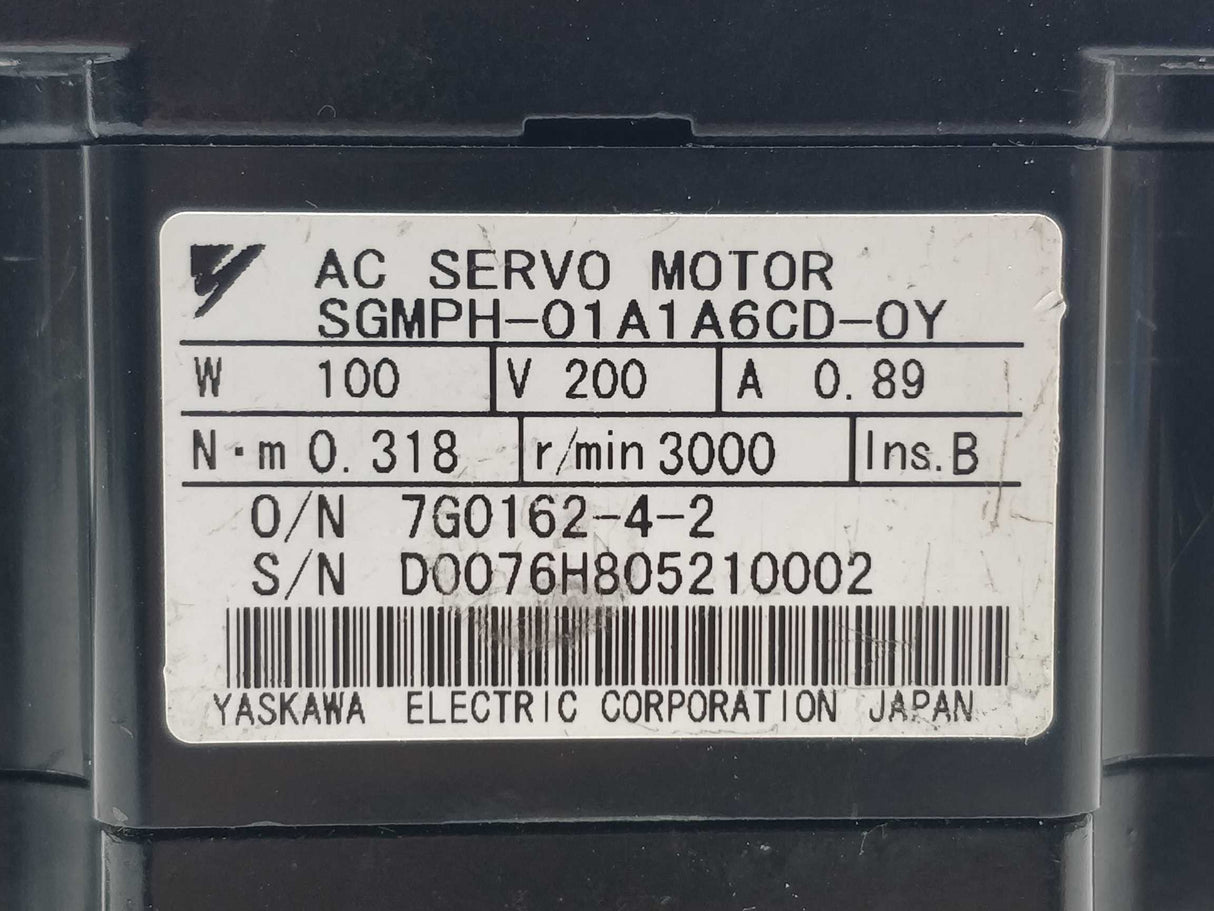 AC SERVO MOTOR
SGMPH-01A1A6CD-0Y
W 100 V 200 A 0.89
N·m 0.318 r/min 3000 Ins. B
O/N 7G0162-4-2
S/N D0076H805210002
YASKAWA ELECTRIC CORPORATION JAPAN